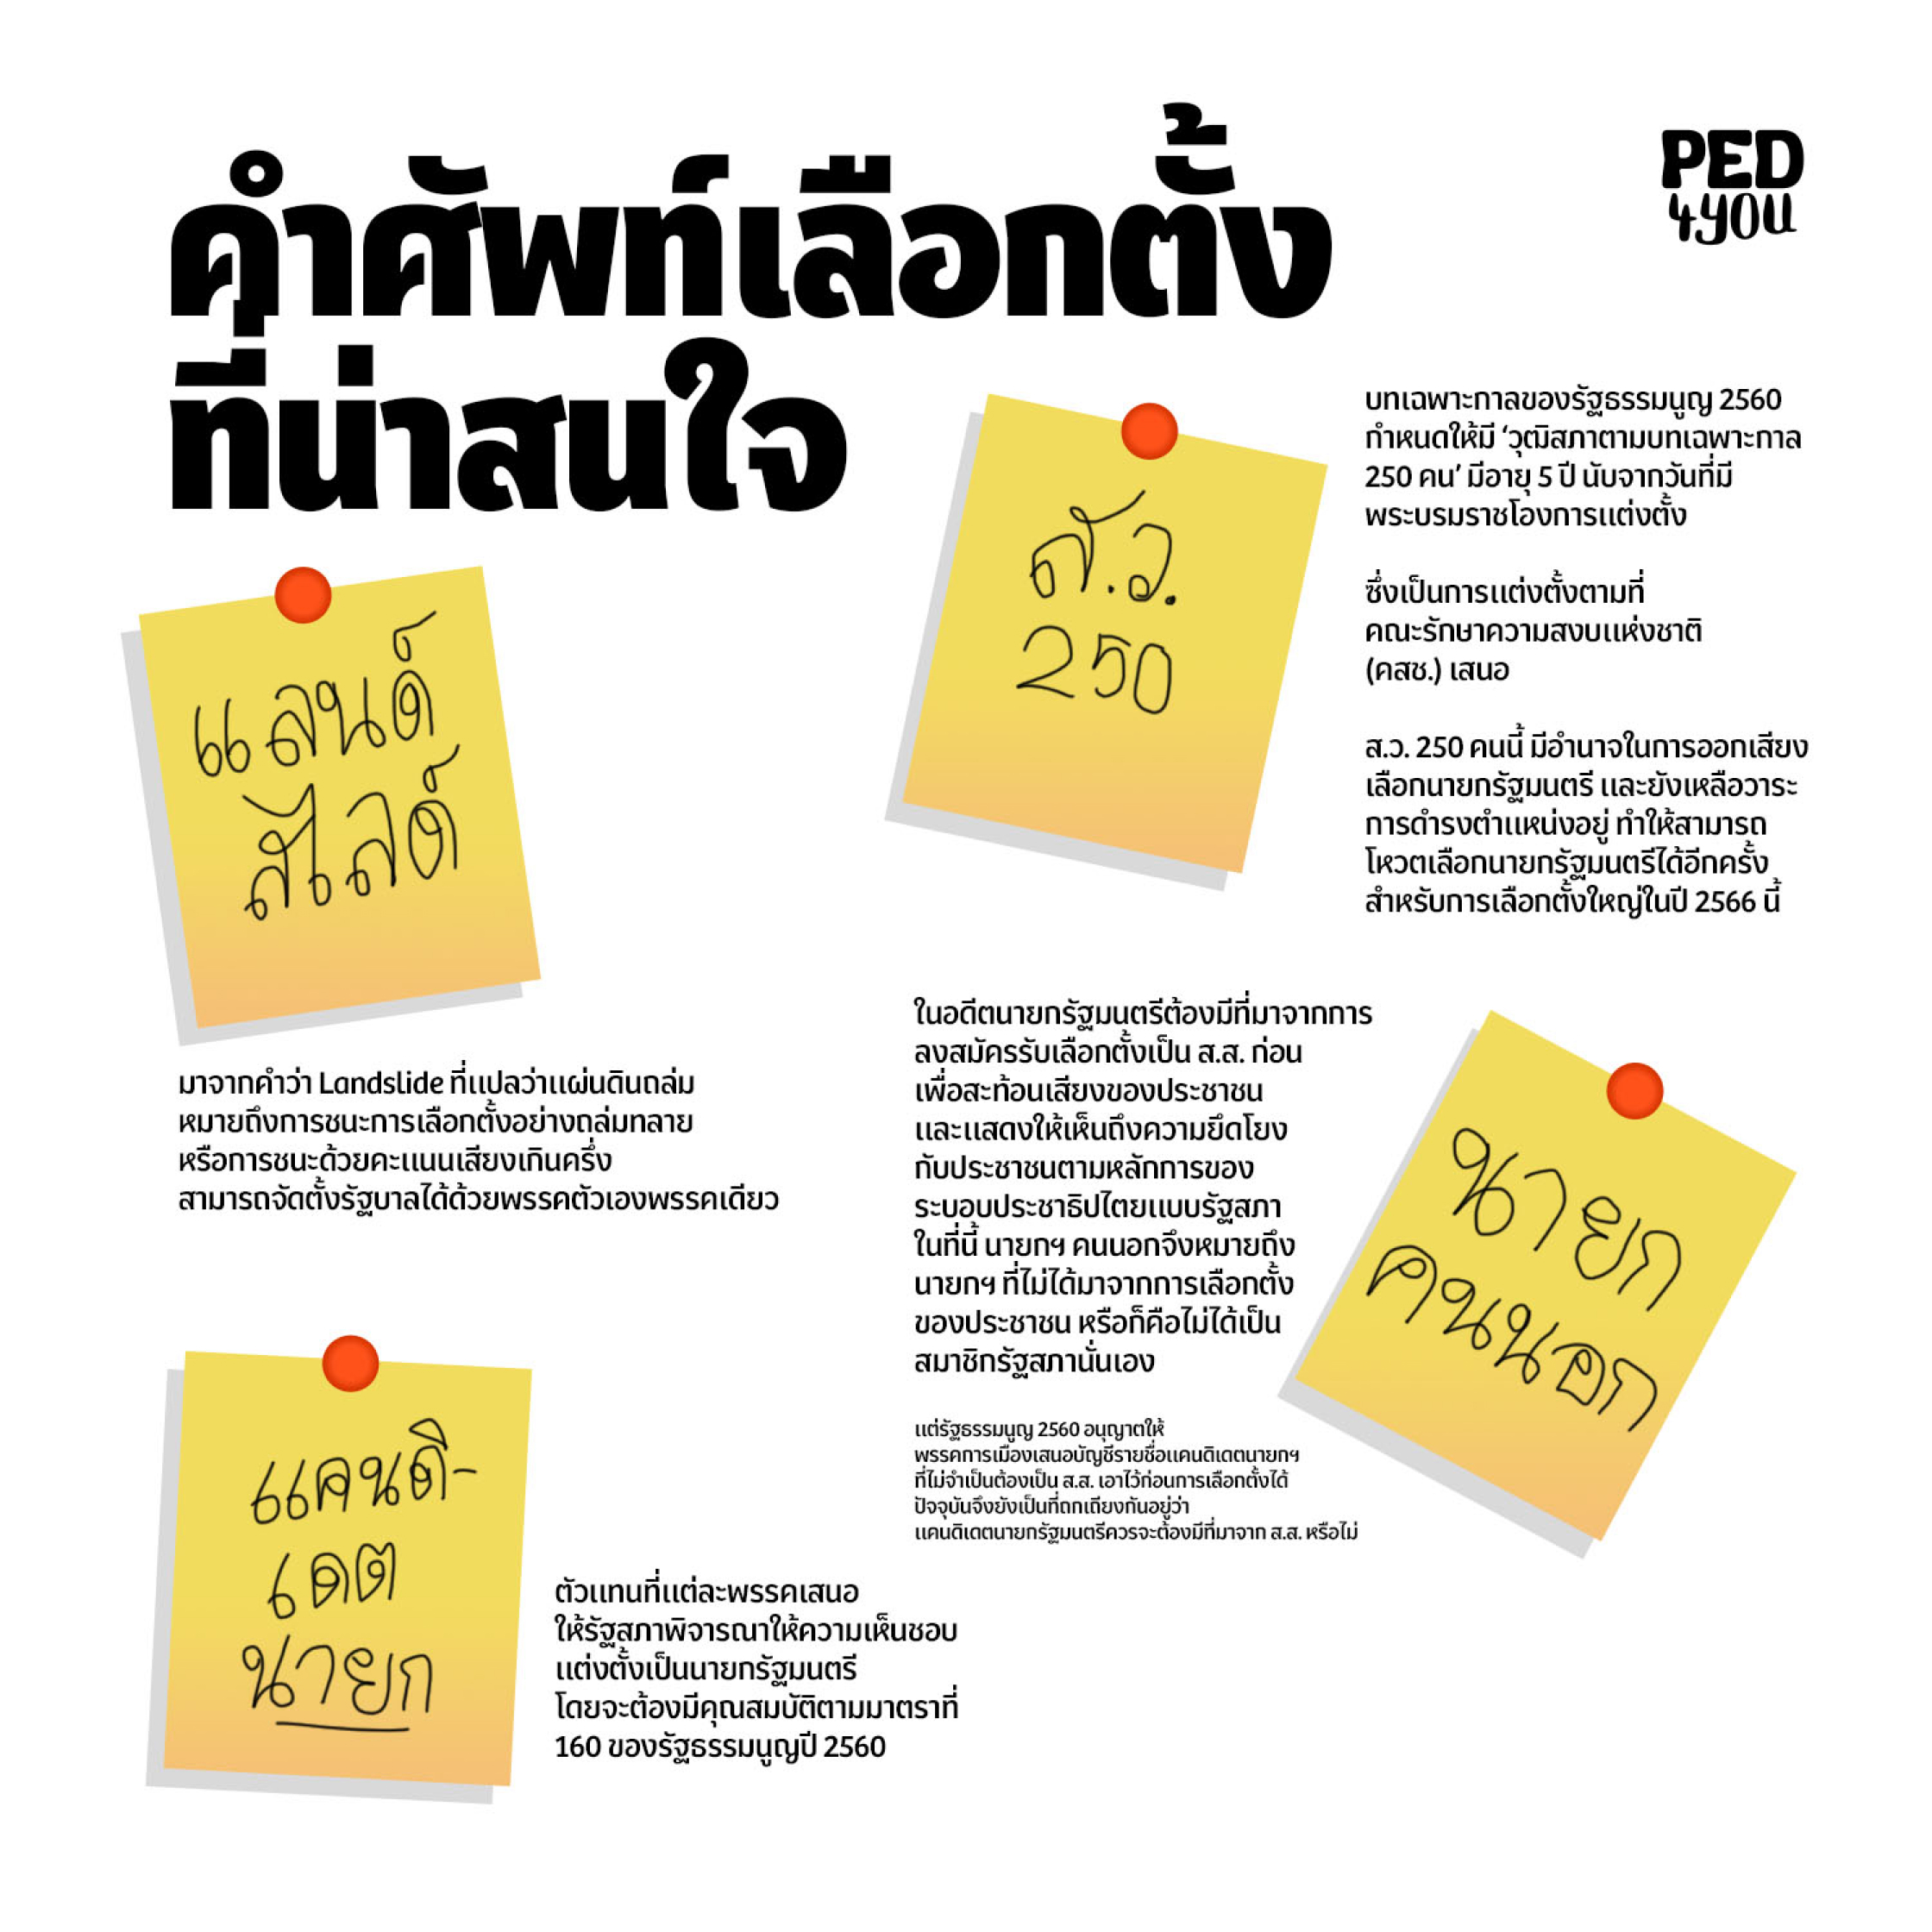 คำศัพท์เลือกตั้ง
ที่น่าสนใจ
PED
4YOU
แลนด์
สไลด์
มาจากคำว่า Landslide ที่แปลว่าแผ่นดินถล่ม
หมายถึงการชนะการเลือกตั้งอย่างถล่มทลาย
หรือการชนะด้วยคะแนนเสียงเกินครึ่ง
สามารถจัดตั้งรัฐบาลได้ด้วยพรรคตัวเองพรรคเดียว
ส.ว.
250
บทเฉพาะกาลของรัฐธรรมนูญ 2560
กำหนดให้มี ‘วุฒิสภาตามบทเฉพาะกาล
250 คน’ มีอายุ 5 ปี นับจากวันที่มี
พระบรมราชโองการแต่งตั้ง
ซึ่งเป็นการแต่งตั้งตามที่
คณะรักษาความสงบแห่งชาติ
(คสช.) เสนอ
ส.ว. 250 คนนี้ มีอำนาจในการออกเสียง
เลือกนายกรัฐมนตรี และยังเหลือวาระ
การดำรงตำแหน่งอยู่ ทำให้สามารถ
โหวตเลือกนายกรัฐมนตรีได้อีกครั้ง
สำหรับการเลือกตั้งใหญ่ในปี 2566 นี้
ในอดีตนายกรัฐมนตรีต้องมีที่มาจากการ
ลงสมัครรับเลือกตั้งเป็น ส.ส. ก่อน
เพื่อสะท้อนเสียงของประชาชน
และแสดงให้เห็นถึงความยึดโยง
กับประชาชนตามหลักการของ
ระบอบประชาธิปไตยแบบรัฐสภา
ในที่นี้ นายกฯ คนนอกจึงหมายถึง
นายกฯ ที่ไม่ได้มาจากการเลือกตั้ง
ของประชาชน หรือก็คือไม่ได้เป็น
สมาชิกรัฐสภานั่นเอง
แต่รัฐธรรมนูญ 2560 อนุญาตให้
พรรคการเมืองเสนอบัญชีรายชื่อแคนดิเดตนายกฯ
ที่ไม่จำเป็นต้องเป็น ส.ส. เอาไว้ก่อนการเลือกตั้งได้
ปัจจุบันจึงยังเป็นที่ถกเถียงกันอยู่ว่า
แคนดิเดตนายกรัฐมนตรีควรจะต้องมีที่มาจาก ส.ส. หรือไม่
นายก
คนนอก
แคนดิ-
เดต
นายก
ตัวแทนที่แต่ละพรรคเสนอ
ให้รัฐสภาพิจารณาให้ความเห็นชอบ
แต่งตั้งเป็นนายกรัฐมนตรี
โดยจะต้องมีคุณสมบัติตามมาตราที่
160 ของรัฐธรรมนูญปี 2560